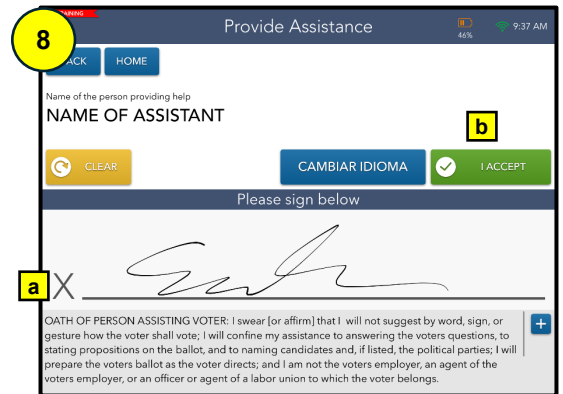 8
TRAINING
Provide Assistance
46%
9:37 AM
BACK
HOME
Name of the person providing help
NAME OF ASSISTANT
b
CLEAR
CAMBIAR IDIOMA
I ACCEPT
Please sign below
a
X
OATH OF PERSON ASSISTING VOTER: I swear [or affirm] that I will not suggest by word, sign, or
gesture how the voter shall vote; I will confine my assistance to answering the voters questions, to
stating propositions on the ballot, and to naming candidates and, if listed, the political parties; I will
prepare the voters ballot as the voter directs; and I am not the voters employer, an agent of the
voters employer, or an officer or agent of a labor union to which the voter belongs.